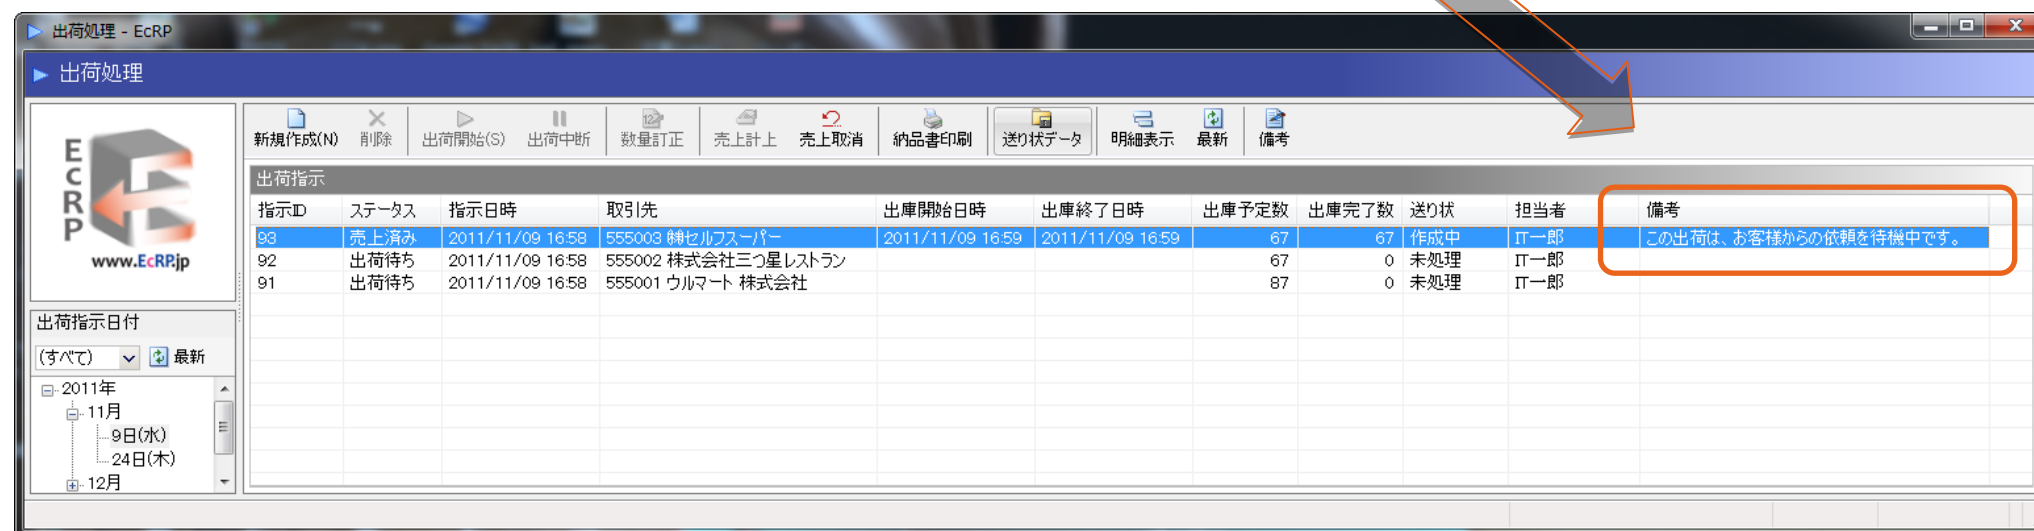 出荷処理 - EcRP
出荷処理
EcRP
www.EcRP.jp
新規作成(N) 削除 出荷開始(S) 出荷中断 数量訂正 売上計上 売上取消 納品書印刷 送り状データ 明細表示 最新 備考
出荷指示
指示ID ステータス 指示日時 取引先 出庫開始日時 出庫終了日時 出庫予定数 出庫完了数 送り状 担当者 備考
93 売上済み 2011/11/09 16:58 555003 ㈱セルフスーパー 2011/11/09 16:59 2011/11/09 16:59 67 67 作成中 IT一郎 この出荷は、お客様からの依頼を待機中です。
92 出荷待ち 2011/11/09 16:58 555002 株式会社三つ星レストラン 67 0 未処理 IT一郎
91 出荷待ち 2011/11/09 16:58 555001 ウルマート 株式会社 87 0 未処理 IT一郎
出荷指示日付
(すべて) 最新
2011年
11月
9日(水)
24日(木)
12月